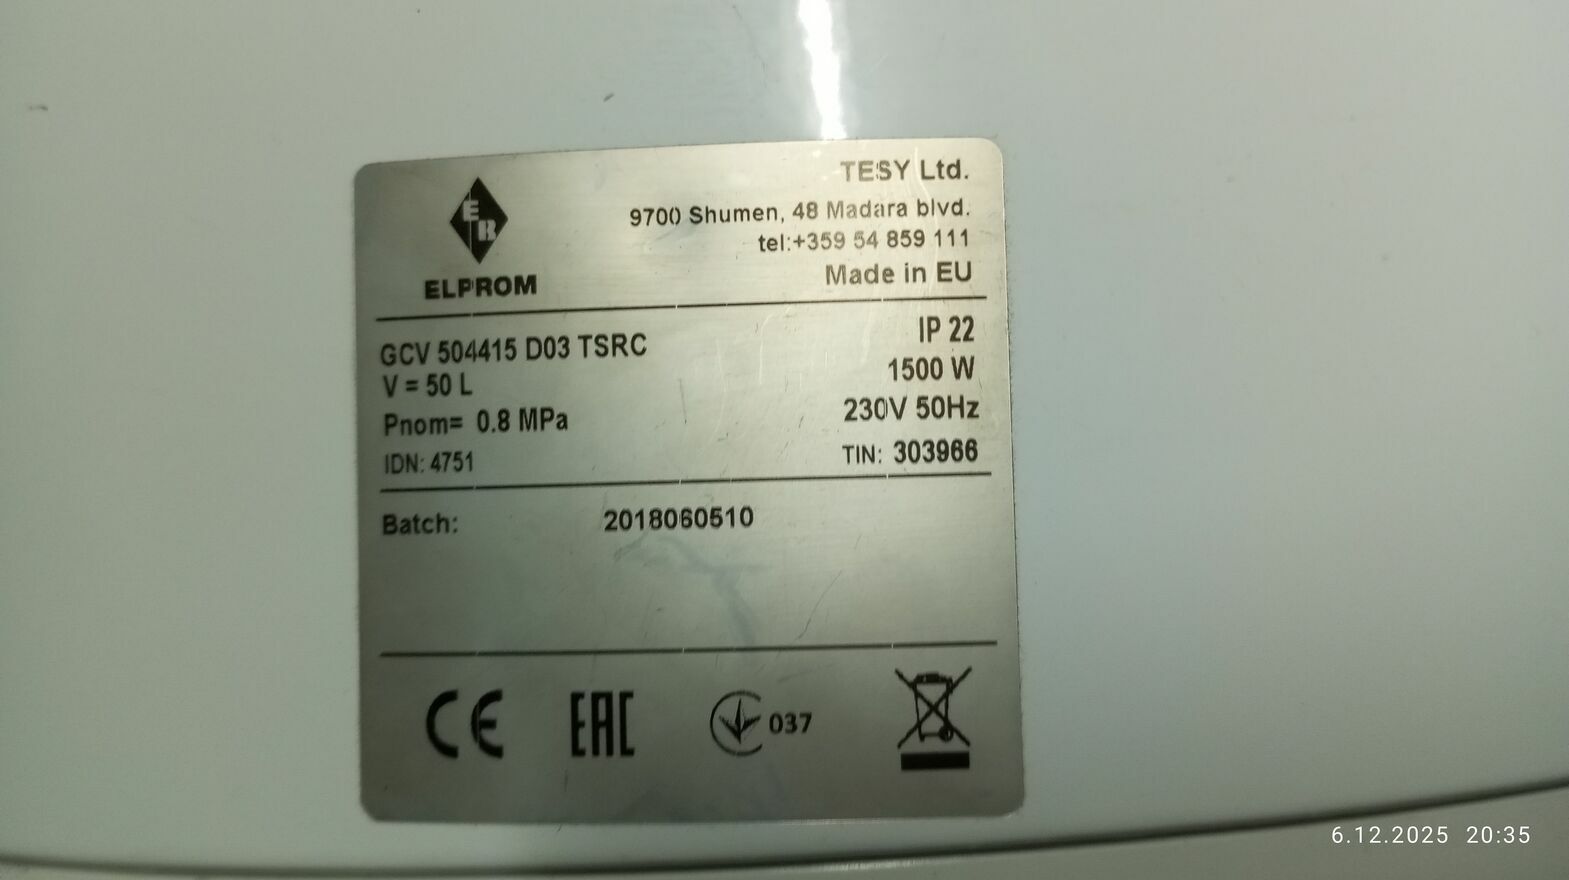 TESY Ltd.
9700 Shumen, 48 Madara blvd.
tel:+359 54 859 111
Made in EU
E
R
ELPROM
GCV 504415 D03 TSRC
V = 50 L
Pnom= 0.8 MPa
IDN: 4751
IP 22
1500 W
230V 50Hz
TIN: 303966
Batch: 2018060510
CE
EAC
037
6.12.2025 20:35